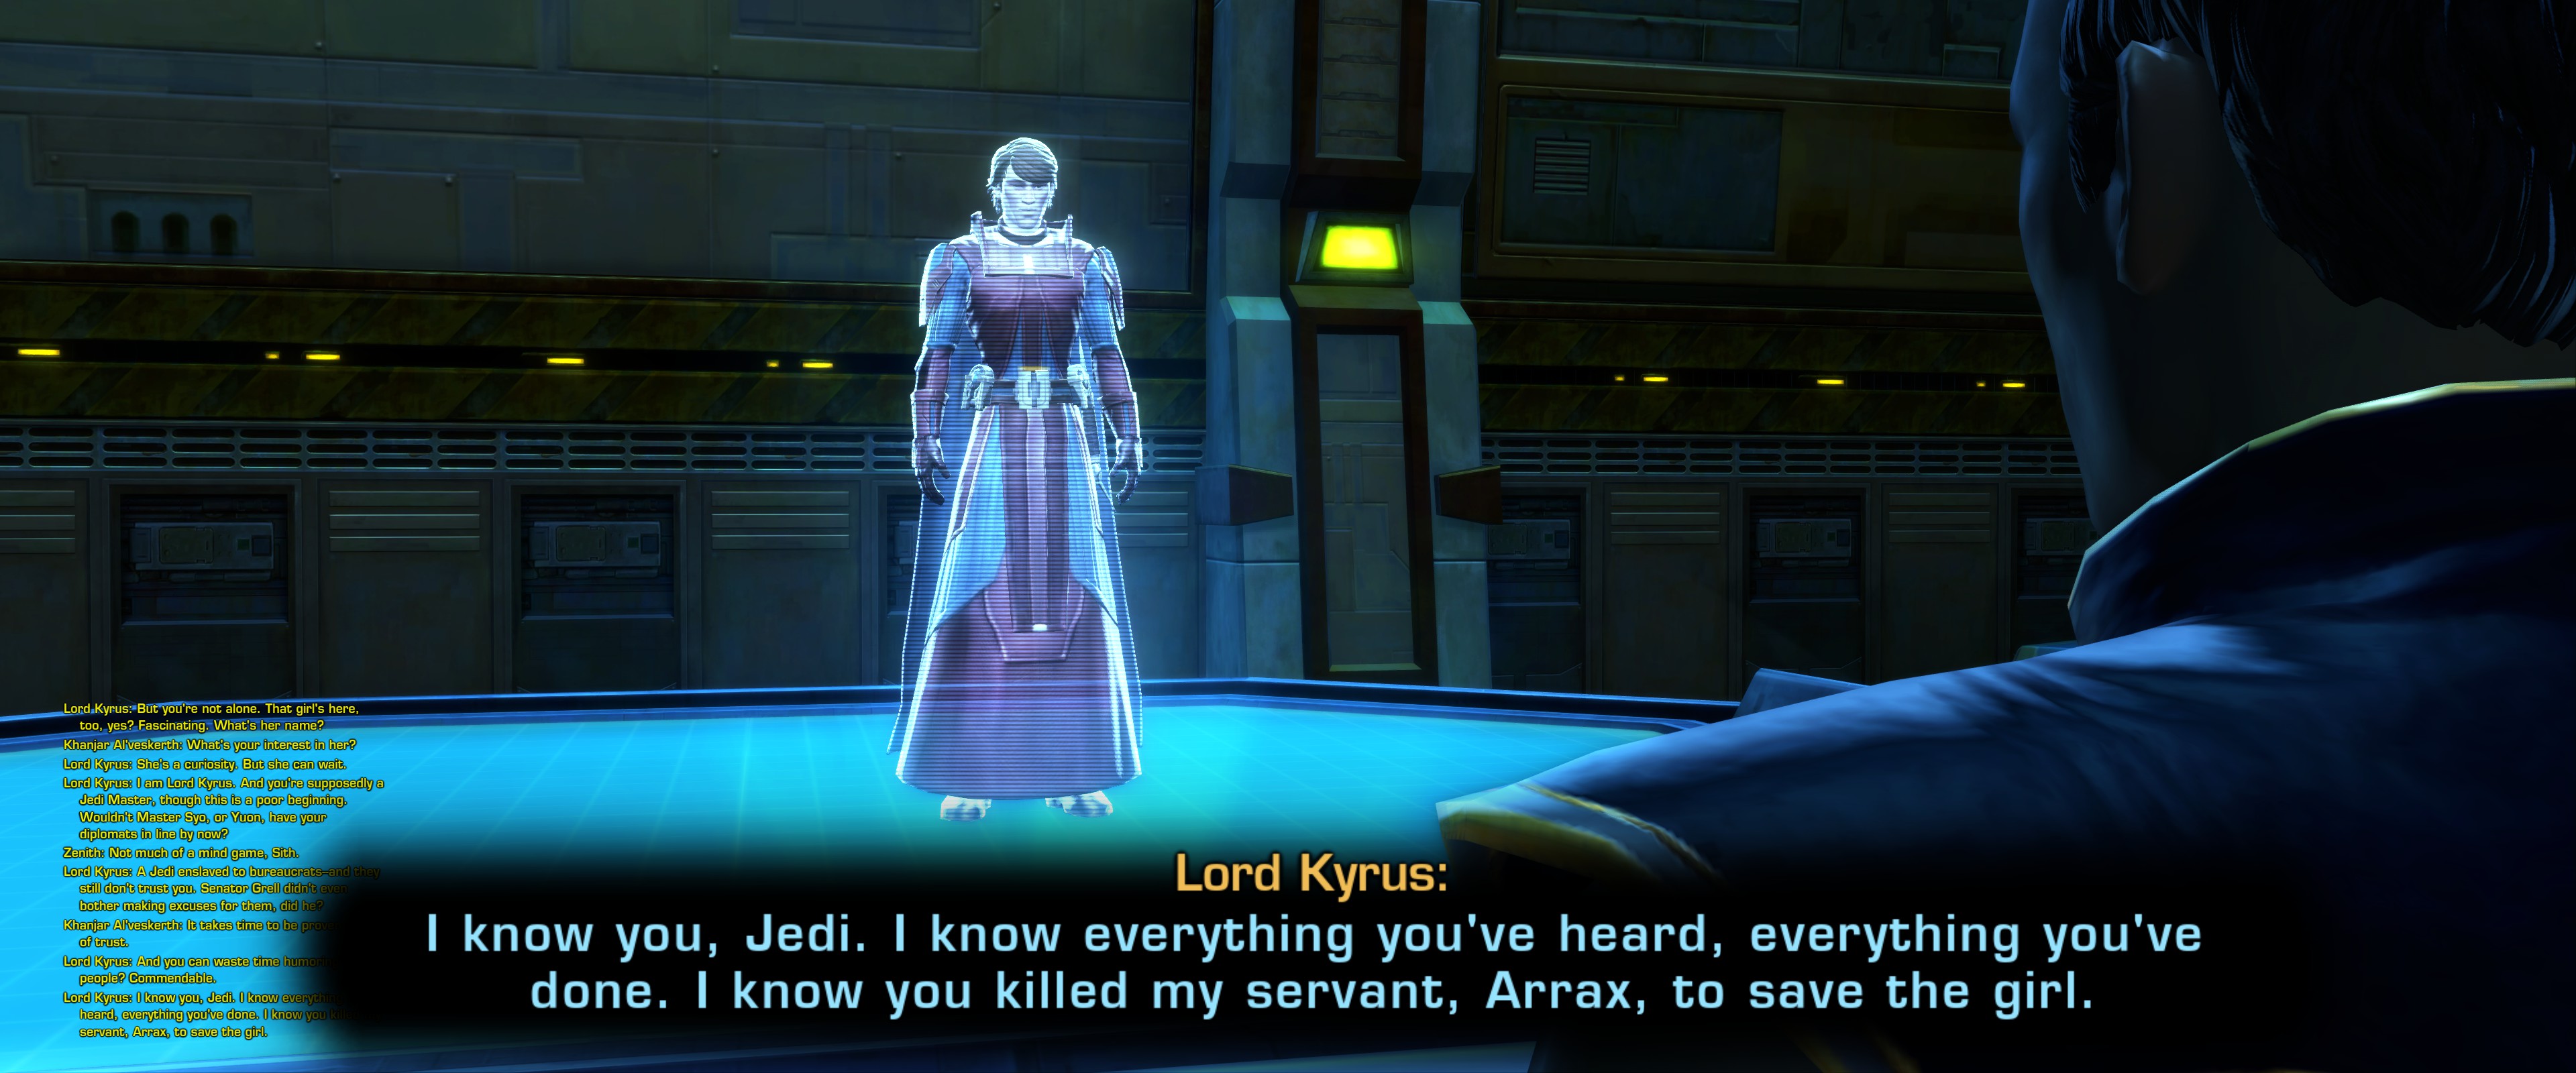 Lord Kyrus: But you're not alone. That girl's here,
too, yes? Fascinating. What's her name?
Khanjar Al'veskerth: What's your interest in her?
Lord Kyrus: She's a curiosity. But she can wait.
Lord Kyrus: I am Lord Kyrus. And you're supposedly a
Jedi Master, though this is a poor beginning.
Wouldn't Master Syo, or Yuon, have your
diplomats in line by now?
Zenith: Not much of a mind game, Sith.
Lord Kyrus: A Jedi enslaved to bureaucrats--and they
still don't trust you. Senator Grell didn't even
bother making excuses for them, did he?
Khanjar Al'veskerth: It takes time to be
of trust.
Lord Kyrus: And you can waste time
people? Commendable.
Lord Kyrus: I know you, Jedi. I know
heard, everything you've done. I know you
servant, Arrax, to save the girl.
Lord Kyrus:
I know you, Jedi. I know everything you've heard, everything you've
done. I know you killed my servant, Arrax, to save the girl.